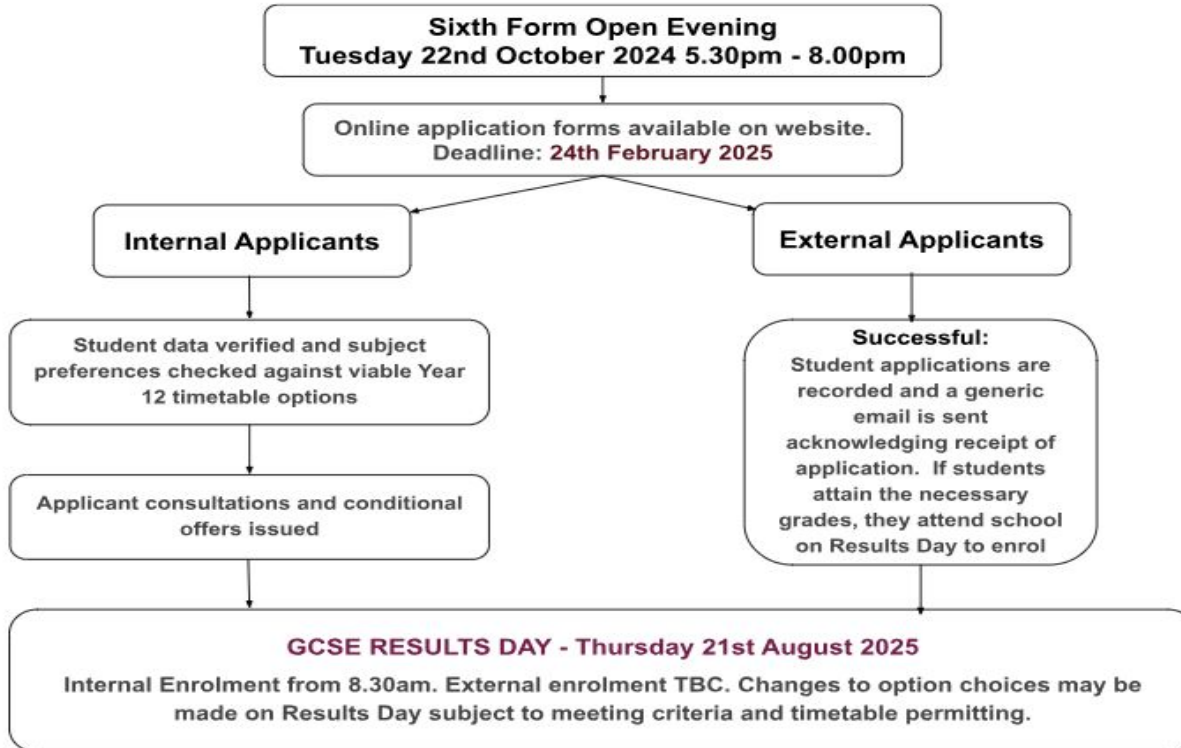 Sixth Form Open Evening
Tuesday 22nd October 2024 5.30pm - 8.00pm
Online application forms available on website.
Deadline: 24th February 2025
Internal Applicants
Student data verified and subject
preferences checked against viable Year
12 timetable options
Applicant consultations and conditional
offers issued
External Applicants
Successful:
Student applications are
recorded and a generic
email is sent
acknowledging receipt of
application.  If students
attain the necessary
grades, they attend school
on Results Day to enrol
GCSE RESULTS DAY - Thursday 21st August 2025
Internal Enrolment from 8.30am. External enrolment TBC. Changes to option choices may be
made on Results Day subject to meeting criteria and timetable permitting.